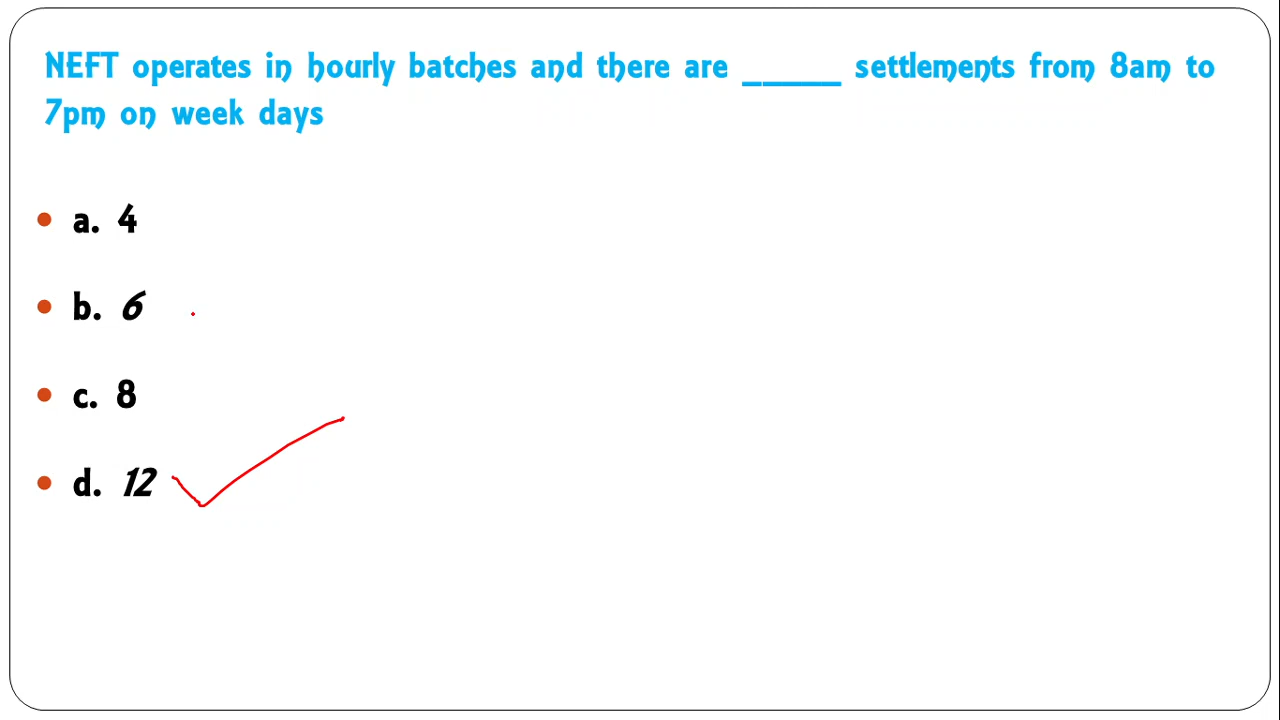 NEFT operates in hourly batches and there are _____ settlements from 8am to
7pm on week days
a. 4
b. 6
c. 8
d. 12